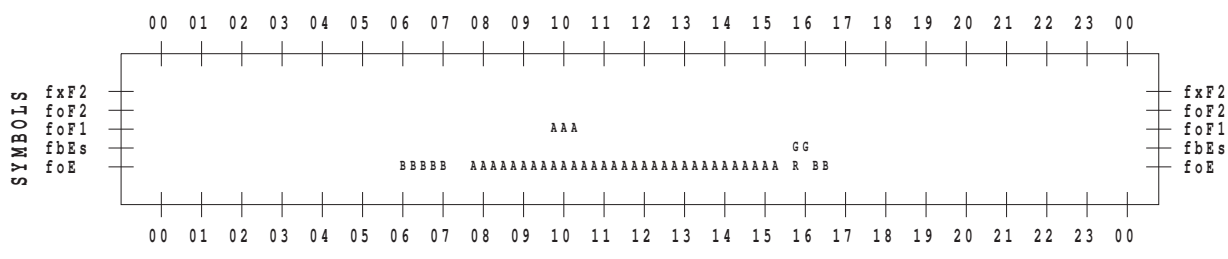 00 01 02 03 04 05 06 07 08 09 10 11 12 13 14 15 16 17 18 19 20 21 22 23 00
SYMBOLS
fxF2 fxF2
foF2 foF2
foF1 AAA foF1
fbEs GG fbEs
foE BBBBB AAAAAAAAAAAAAAAAAAAAAAAAAAAAAAA R BB foE
00 01 02 03 04 05 06 07 08 09 10 11 12 13 14 15 16 17 18 19 20 21 22 23 00